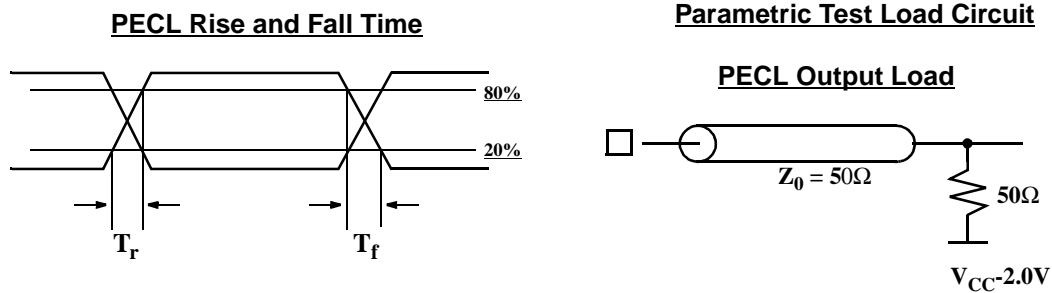 PECL Rise and Fall Time
80%
20%
Tr
Tf
Parametric Test Load Circuit
PECL Output Load
Z0 = 50Ω
50Ω
VCC-2.0V